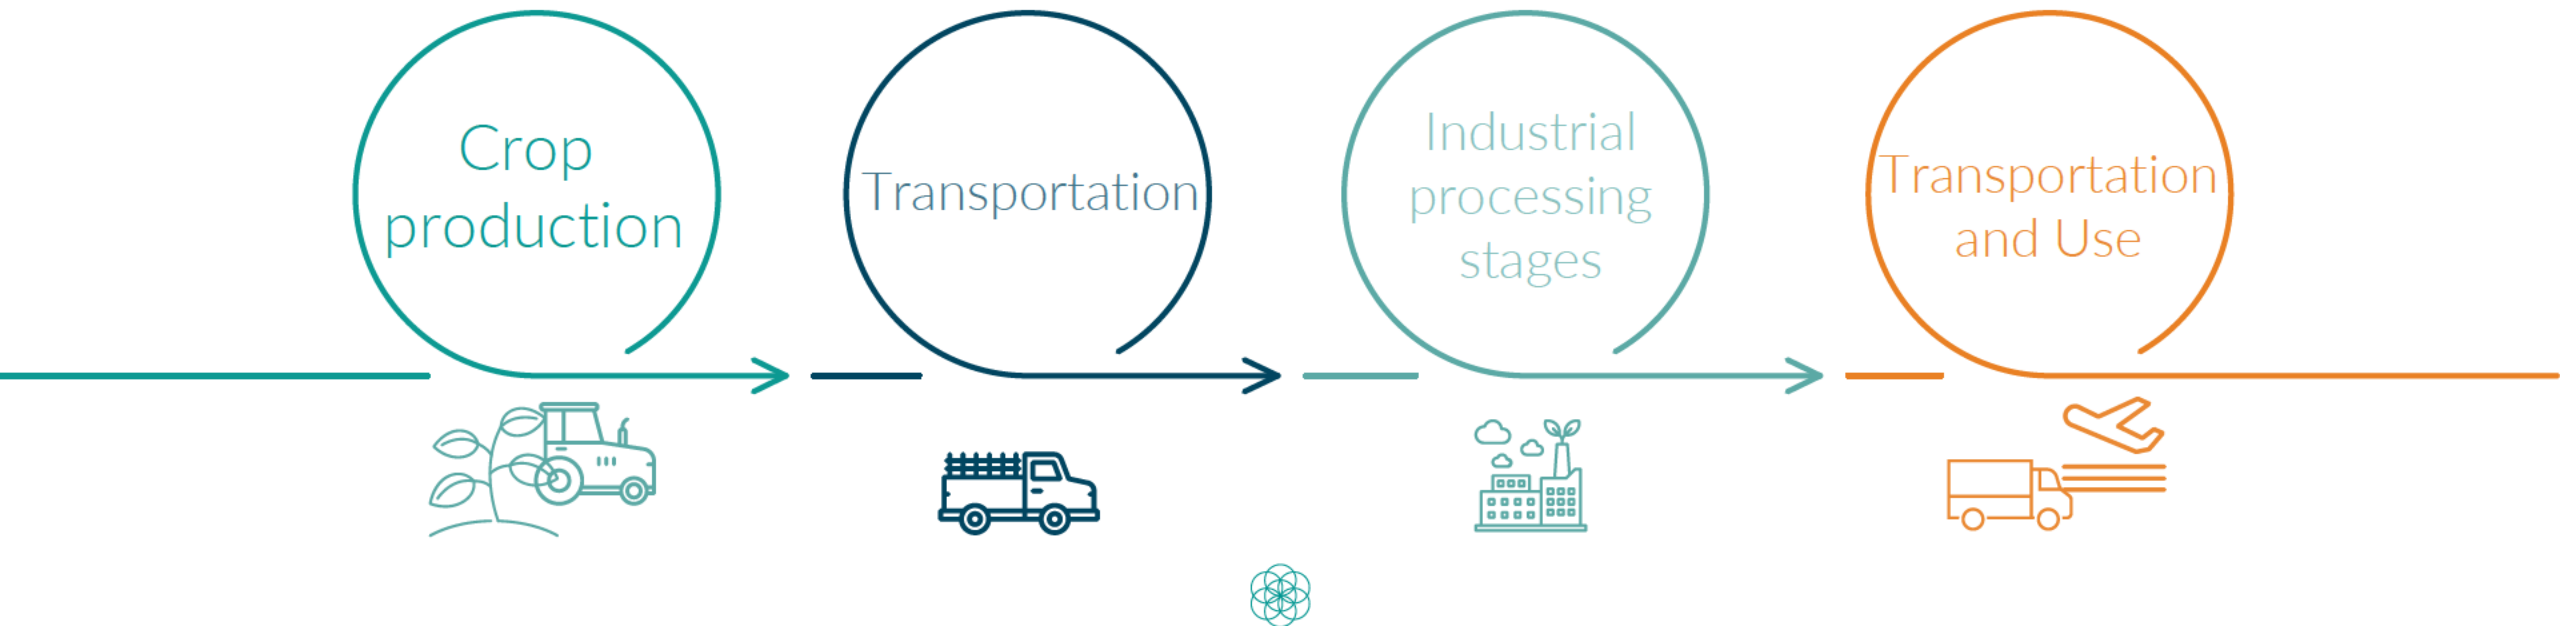 Crop
production
Transportation
Industrial
processing
stages
Transportation
and Use